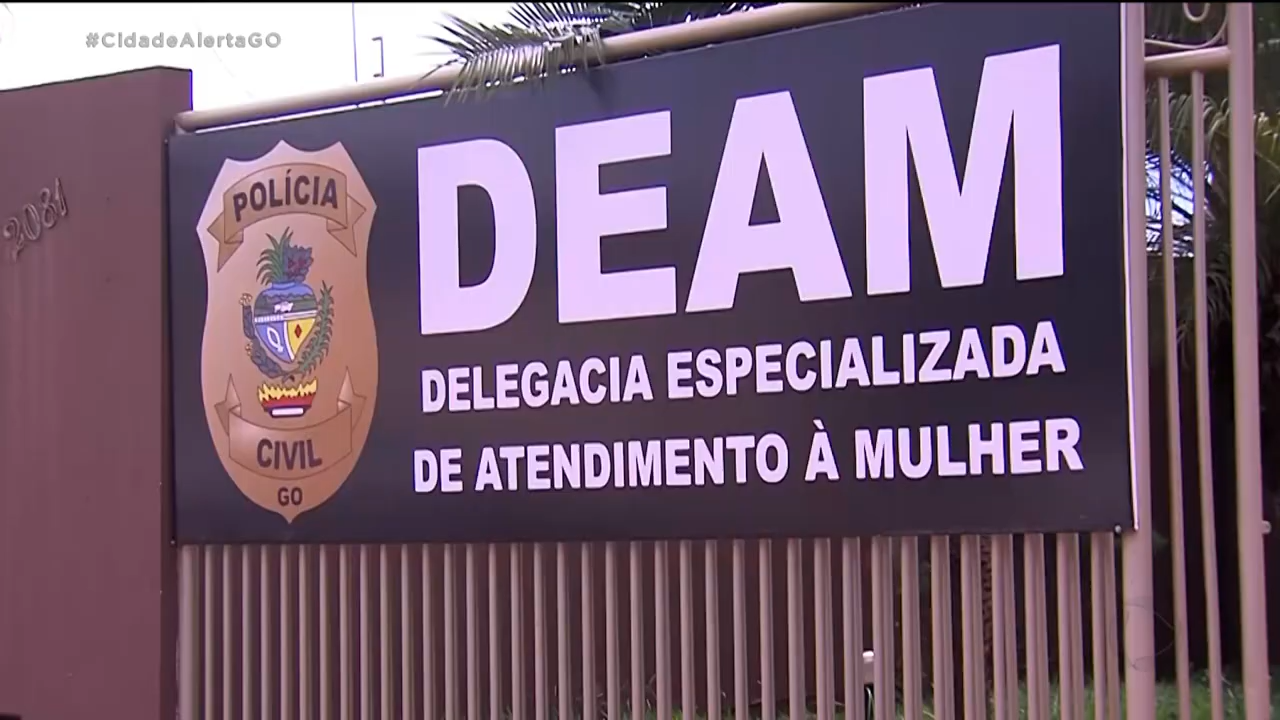 #CIdadeAlertaGO
2081
POLÍCIA
CIVIL
GO
DEAM
DELEGACIA ESPECIALIZADA
DE ATENDIMENTO À MULHER